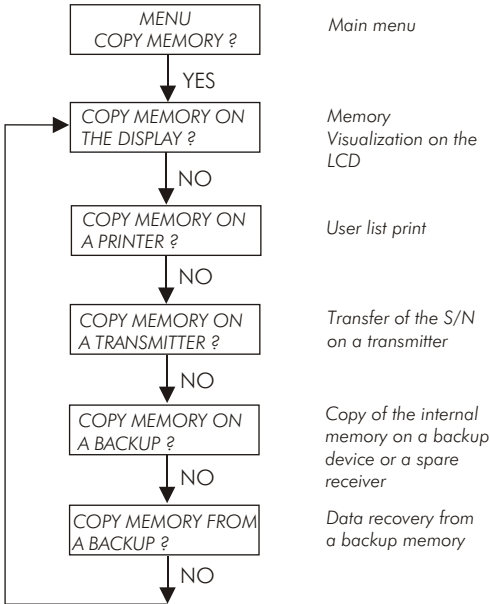 MENU
COPY MEMORY ?
Main menu
YES
COPY MEMORY ON
THE DISPLAY ?
Memory
Visualization on the
LCD
NO
COPY MEMORY ON
A PRINTER ?
User list print
NO
COPY MEMORY ON
A TRANSMITTER ?
Transfer of the S/N
on a transmitter
NO
COPY MEMORY ON
A BACKUP ?
Copy of the internal
memory on a backup
device or a spare
receiver
NO
COPY MEMORY FROM
A BACKUP ?
Data recovery from
a backup memory
NO